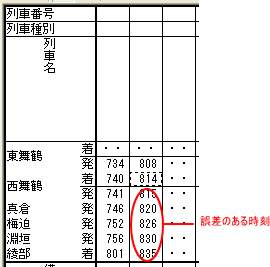 列車番号
列車種別
列車名
東舞鶴 着 ・・ ・・ ・・
発 734 808 ・・
西舞鶴 着 740 814 ・・
発 741 815 ・・
真倉 発 746 820 ・・
梅迫 発 752 826 ・・
淵垣 発 756 830 ・・
綾部 着 801 835 ・・
誤差のある時刻